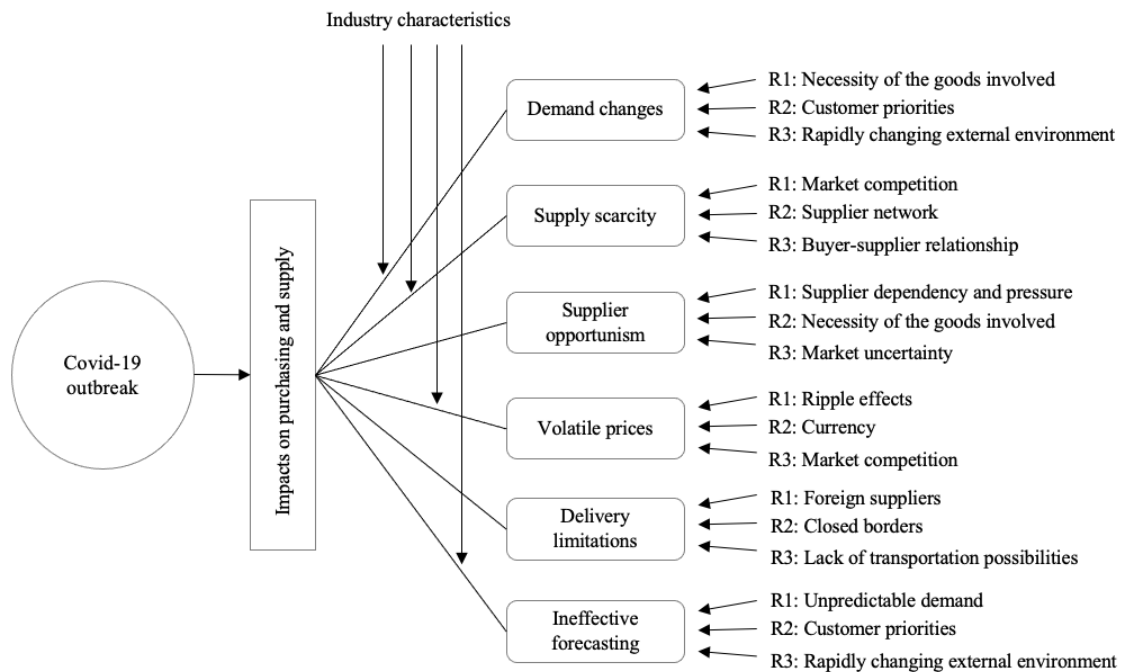 Industry characteristics
Demand changes
R1: Necessity of the goods involved
R2: Customer priorities
R3: Rapidly changing external environment
Supply scarcity
R1: Market competition
R2: Supplier network
R3: Buyer-supplier relationship
Impacts on purchasing and supply
Covid-19
outbreak
Supplier
opportunism
R1: Supplier dependency and pressure
R2: Necessity of the goods involved
R3: Market uncertainty
Volatile prices
R1: Ripple effects
R2: Currency
R3: Market competition
Delivery
limitations
R1: Foreign suppliers
R2: Closed borders
R3: Lack of transportation possibilities
Ineffective
forecasting
R1: Unpredictable demand
R2: Customer priorities
R3: Rapidly changing external environment